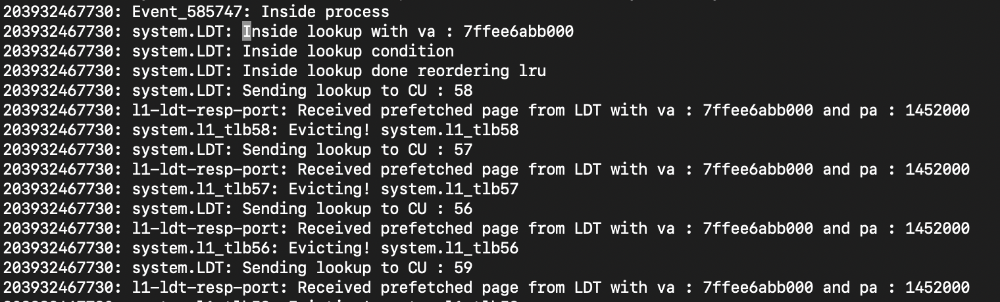 203932467730: Event_585747: Inside process
203932467730: system.LDT: Inside lookup with va : 7ffee6abb000
203932467730: system.LDT: Inside lookup condition
203932467730: system.LDT: Inside lookup done reordering lru
203932467730: system.LDT: Sending lookup to CU : 58
203932467730: l1-ldt-resp-port: Received prefetched page from LDT with va : 7ffee6abb000 and pa : 1452000
203932467730: system.l1_tlb58: Evicting! system.l1_tlb58
203932467730: system.LDT: Sending lookup to CU : 57
203932467730: l1-ldt-resp-port: Received prefetched page from LDT with va : 7ffee6abb000 and pa : 1452000
203932467730: system.l1_tlb57: Evicting! system.l1_tlb57
203932467730: system.LDT: Sending lookup to CU : 56
203932467730: l1-ldt-resp-port: Received prefetched page from LDT with va : 7ffee6abb000 and pa : 1452000
203932467730: system.l1_tlb56: Evicting! system.l1_tlb56
203932467730: system.LDT: Sending lookup to CU : 59
203932467730: l1-ldt-resp-port: Received prefetched page from LDT with va : 7ffee6abb000 and pa : 1452000